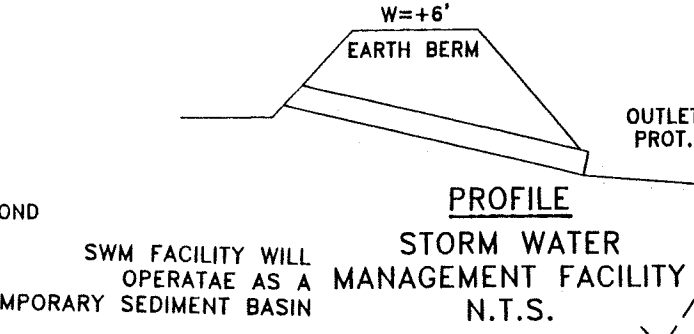 W=+6'
EARTH BERM
OUTLET
PROT.
PROFILE
STORM WATER
MANAGEMENT FACILITY
N.T.S.
OND
SWM FACILITY WILL
OPERATAE AS A
MPORARY SEDIMENT BASIN